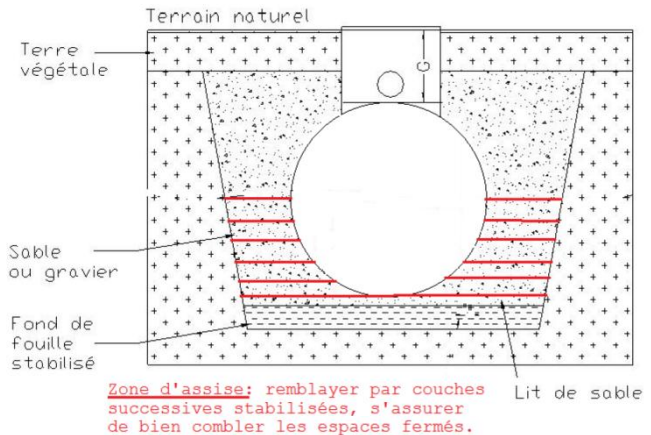 Terrain naturel
Terre
végétale
G
Sable
ou gravier
Fond de
fouille
stabilisé
Lit de sable
Zone d'assise: remblayer par couches
successives stabilisées, s'assurer
de bien combler les espaces fermés.